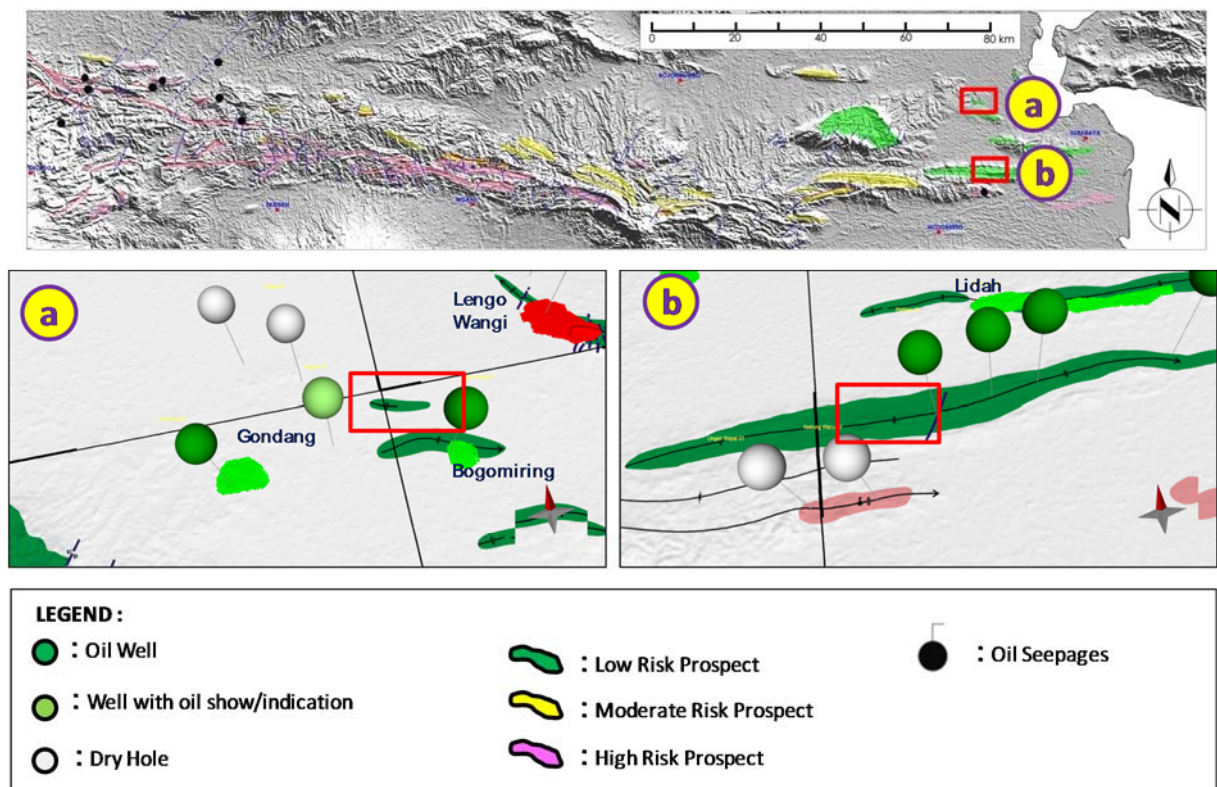 0 20 40 60 80 km
a
b
N
SURABAYA
a
Lengo
Wangi
Gondang
Bogomiring
b
Lidah
LEGEND :
: Oil Well
: Well with oil show/indication
: Dry Hole
: Low Risk Prospect
: Moderate Risk Prospect
: High Risk Prospect
: Oil Seepages